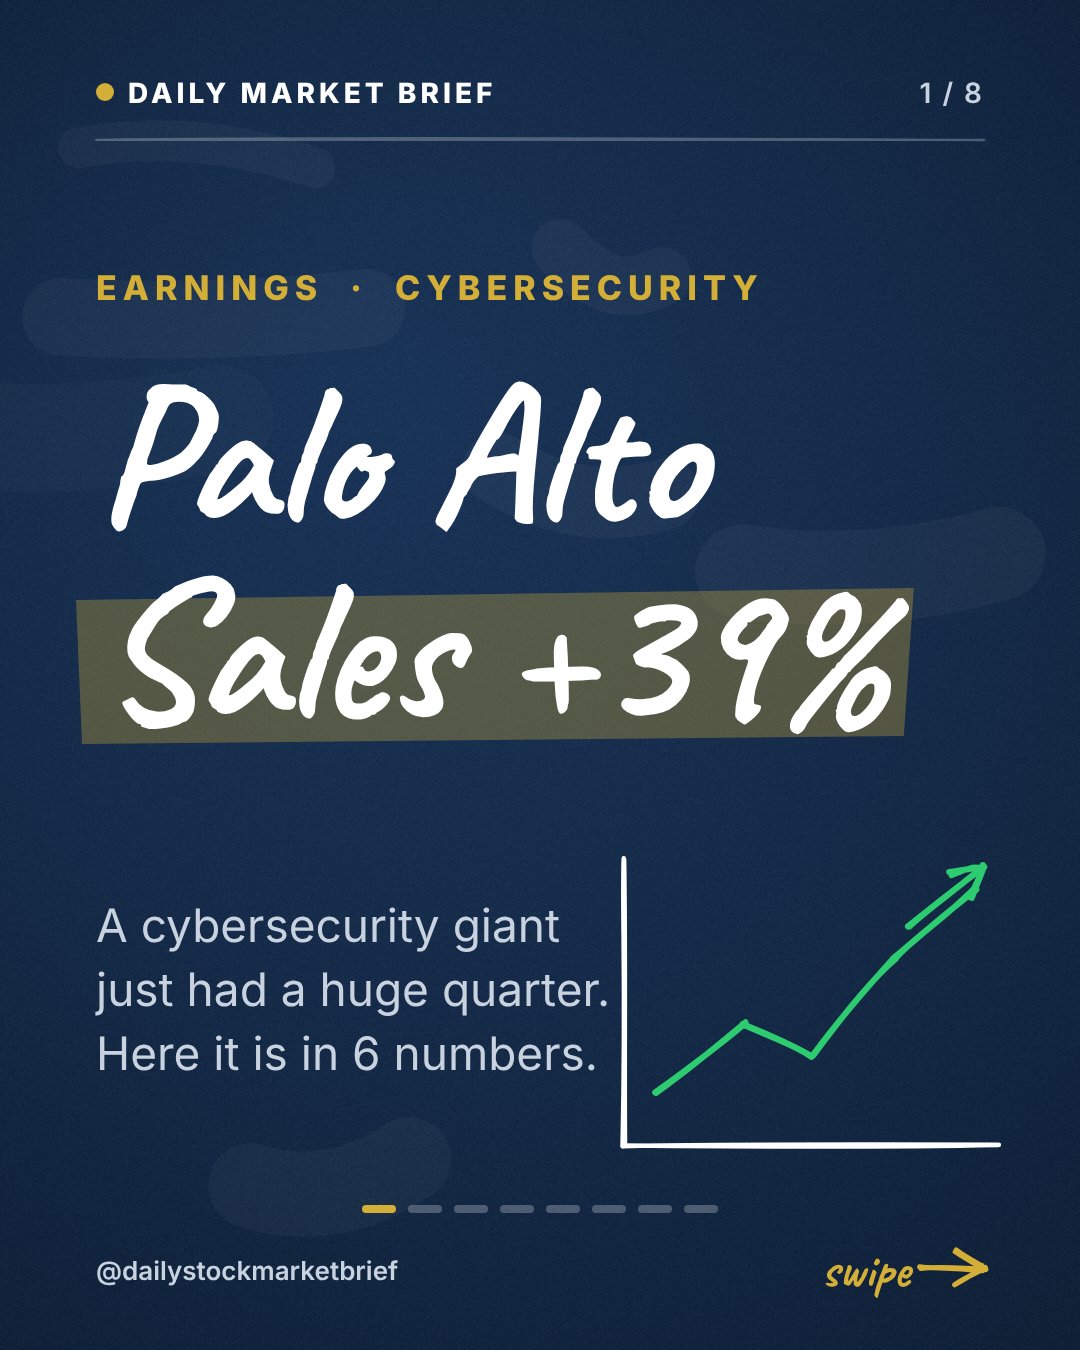 DAILY MARKET BRIEF
1 / 8
EARNINGS · CYBERSECURITY
Palo Alto
Sales +39%
A cybersecurity giant
just had a huge quarter.
Here it is in 6 numbers.
@dailystockmarketbrief
swipe